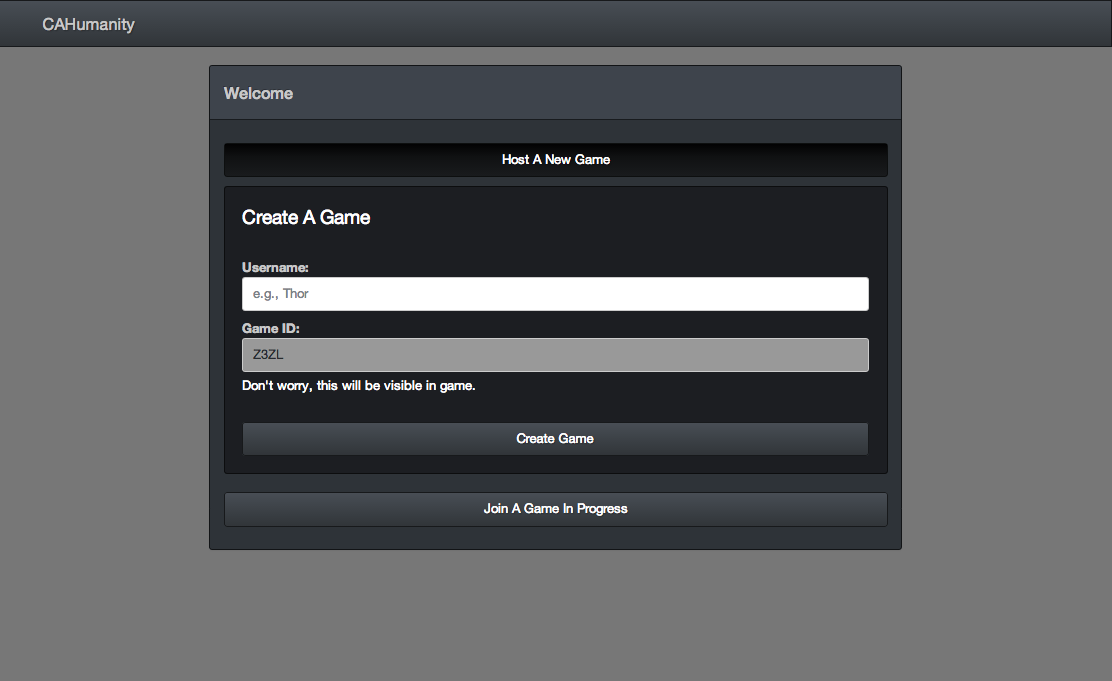 CAHumanity
Welcome
Host A New Game
Create A Game
Username:
e.g., Thor
Game ID:
Z3ZL
Don't worry, this will be visible in game.
Create Game
Join A Game In Progress